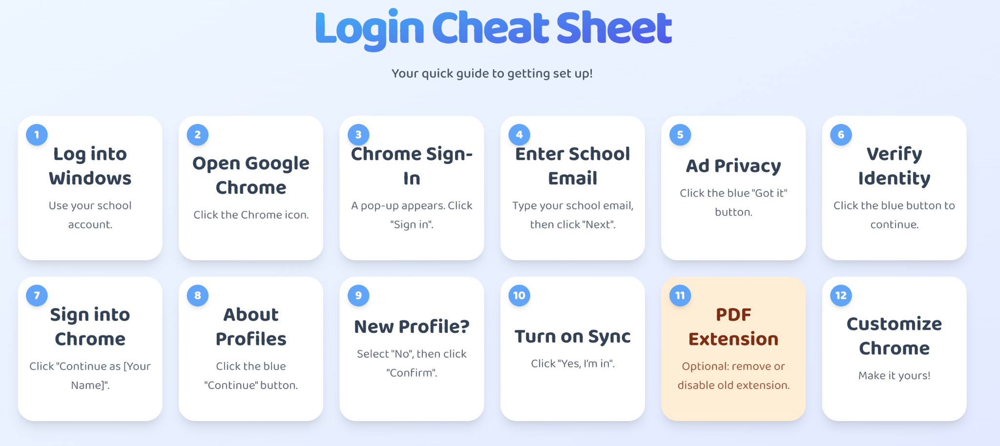 Login Cheat Sheet
Your quick guide to getting set up!
1
Log into
Windows
Use your school
account.
2
Open Google
Chrome
Click the Chrome icon.
3
Chrome Sign-
In
A pop-up appears. Click
"Sign in".
4
Enter School
Email
Type your school email,
then click "Next".
5
Ad Privacy
Click the blue "Got it"
button.
6
Verify
Identity
Click the blue button to
continue.
7
Sign into
Chrome
Click "Continue as [Your
Name]".
8
About
Profiles
Click the blue
"Continue" button.
9
New Profile?
Select "No", then click
"Confirm".
10
Turn on Sync
Click "Yes, I'm in".
11
PDF
Extension
Optional: remove or
disable old extension.
12
Customize
Chrome
Make it yours!